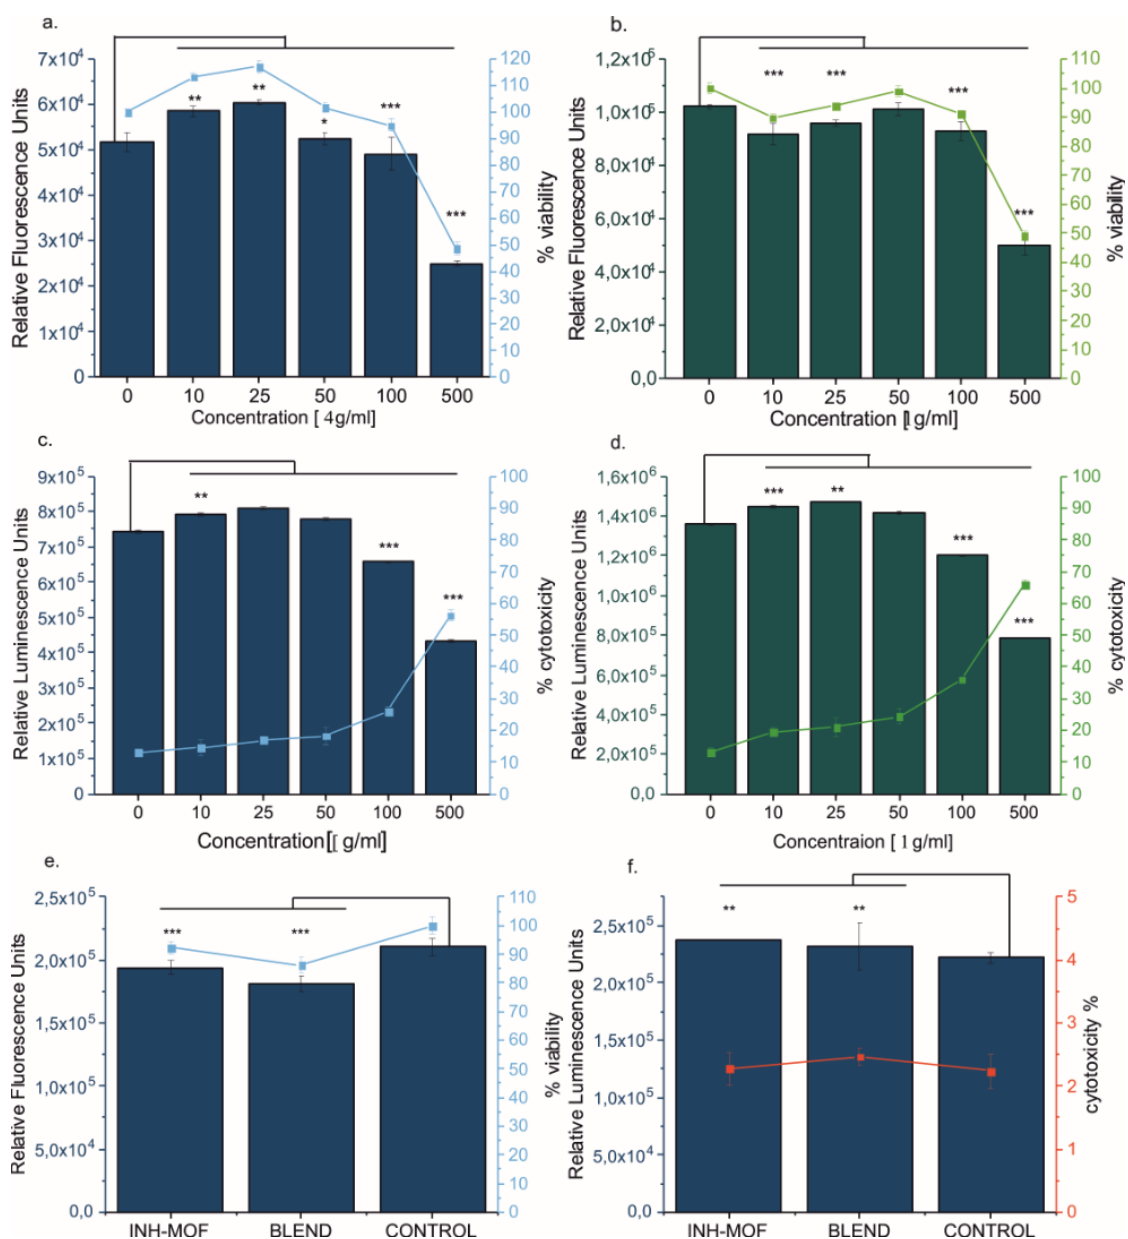 a.
7x10⁴
6x10⁴
5x10⁴
4x10⁴
3x10⁴
2x10⁴
1x10⁴
0
Relative Fluorescence Units
** ** * *** ***
120
110
100
90
80
70
60
50
40
30
20
10
0
% viability
0 10 25 50 100 500
Concentration [ 4g/ml]
b.
1,2x10⁵
1,0x10⁵
8,0x10⁴
6,0x10⁴
4,0x10⁴
2,0x10⁴
0,0
Relative Fluorescence Units
*** *** *** ***
110
100
90
80
70
60
50
40
30
20
10
0
% viability
0 10 25 50 100 500
Concentration [lg/ml]
c.
9x10⁵
8x10⁵
7x10⁵
6x10⁵
5x10⁵
4x10⁵
3x10⁵
2x10⁵
1x10⁵
0
Relative Luminescence Units
** *** ***
100
90
80
70
60
50
40
30
20
10
0
% cytotoxicity
0 10 25 50 100 500
Concentration[[ g/ml]
d.
1,6x10⁶
1,4x10⁶
1,2x10⁶
1,0x10⁶
8,0x10⁵
6,0x10⁵
4,0x10⁵
2,0x10⁵
0,0
Relative Luminescence Units
*** ** *** ***
100
90
80
70
60
50
40
30
20
10
0
% cytotoxicity
0 10 25 50 100 500
Concentraion [ 1g/ml]
e.
2,5x10⁵
2,0x10⁵
1,5x10⁵
1,0x10⁵
5,0x10⁴
0,0
Relative Fluorescence Units
*** ***
110
100
90
80
70
60
50
40
30
20
10
0
% viability
INH-MOF BLEND CONTROL
f.
2,5x10⁵
2,0x10⁵
1,5x10⁵
1,0x10⁵
5,0x10⁴
0,0
Relative Luminescence Units
** **
5
4
3
2
1
0
cytotoxicity %
INH-MOF BLEND CONTROL